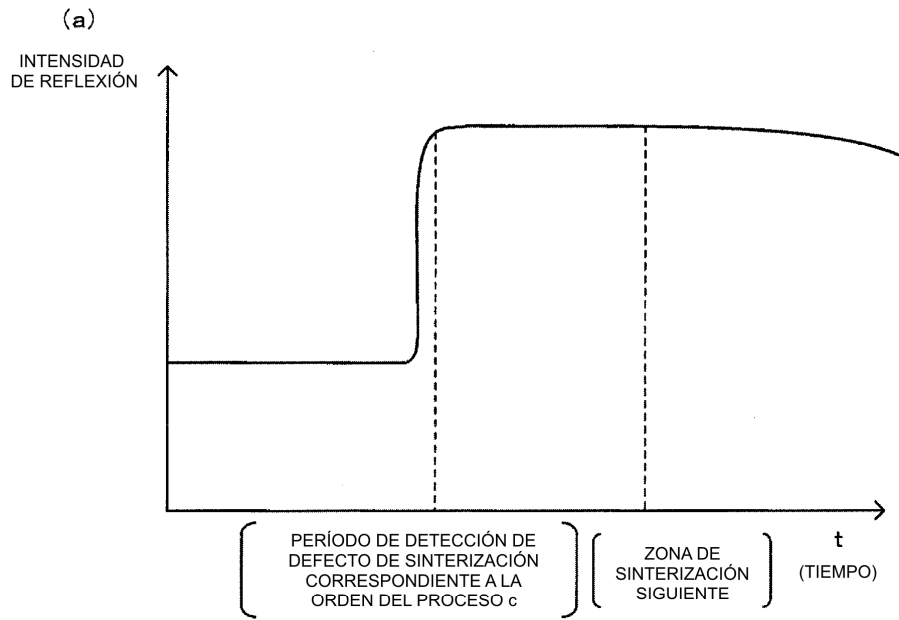 (a)
INTENSIDAD
DE REFLEXIÓN
PERÍODO DE DETECCIÓN DE
DEFECTO DE SINTERIZACIÓN
CORRESPONDIENTE A LA
ORDEN DEL PROCESO c
ZONA DE
SINTERIZACIÓN
SIGUIENTE
t
(TIEMPO)